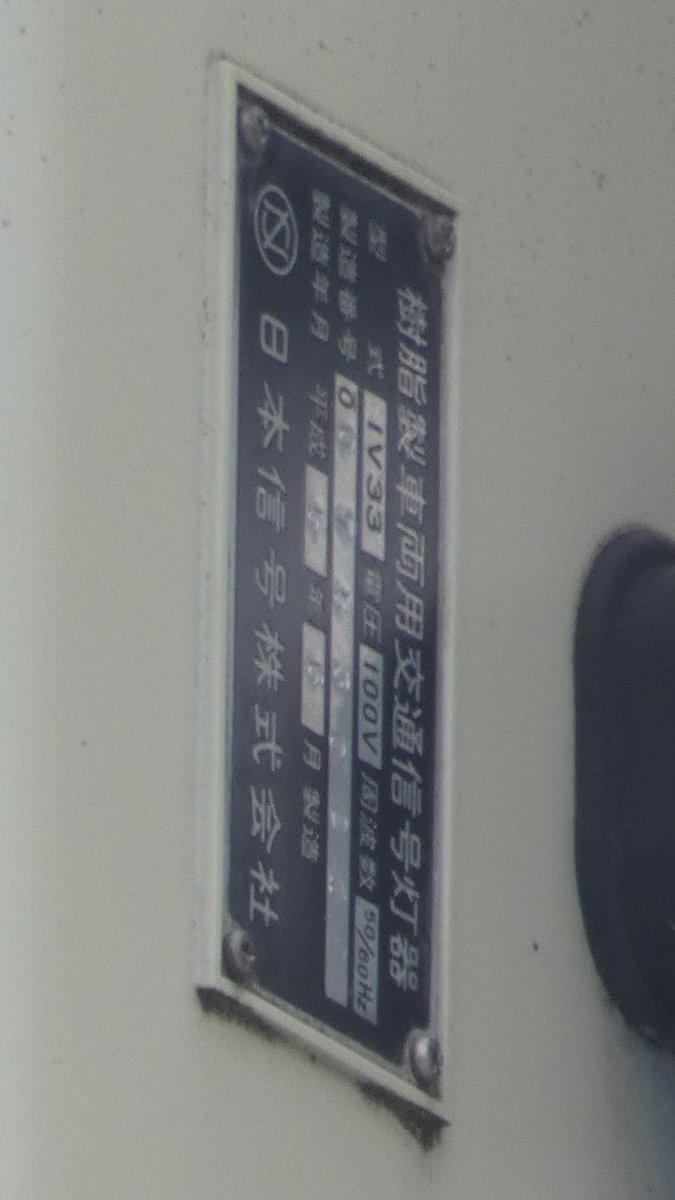 樹脂製車両用交通信号灯器
型 式 1V33 電圧 100V 周波数 50/60Hz
製造番号
製造年月 平成 年 月製造
日本信号株式会社